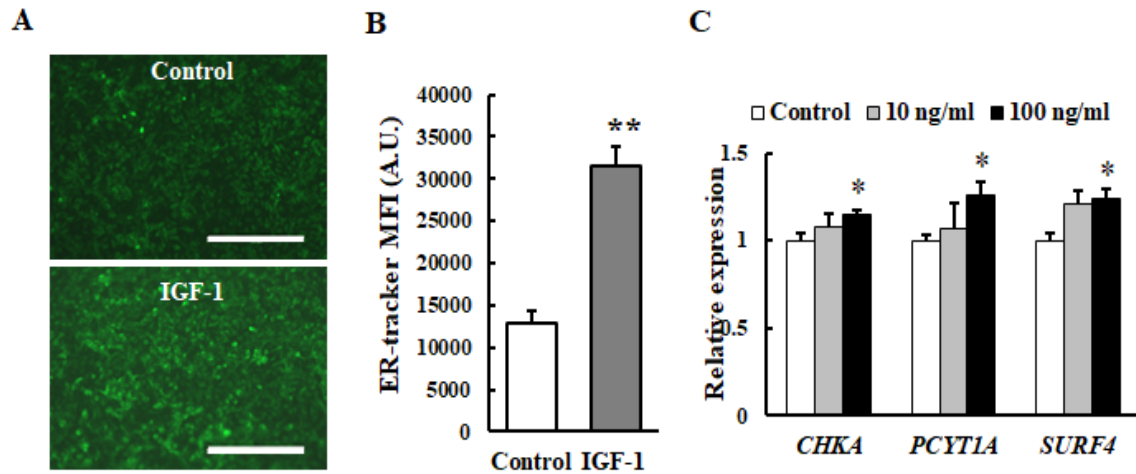 A
Control
IGF-1
B
ER-tracker MFI (A.U.)
40000
35000
30000
25000
20000
15000
10000
5000
0
**
Control IGF-1
C
Control 10 ng/ml 100 ng/ml
Relative expression
1.5
1
0.5
0
* * *
CHKA PCYT1A SURF4